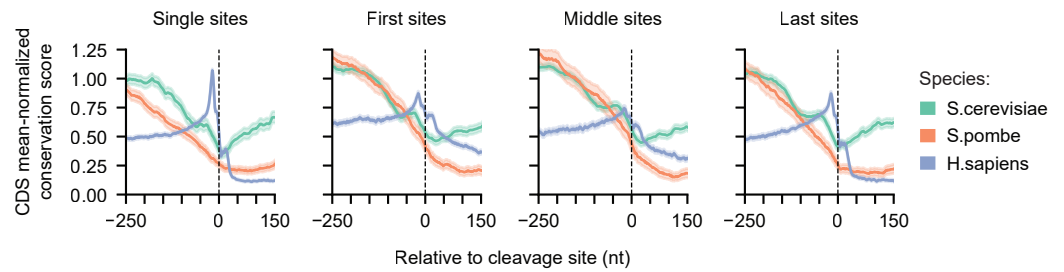 Single sites
First sites
Middle sites
Last sites
CDS mean-normalized
conservation score
1.25
1.00
0.75
0.50
0.25
0.00
−250 0 150
−250 0 150
−250 0 150
−250 0 150
Relative to cleavage site (nt)
Species:
S.cerevisiae
S.pombe
H.sapiens